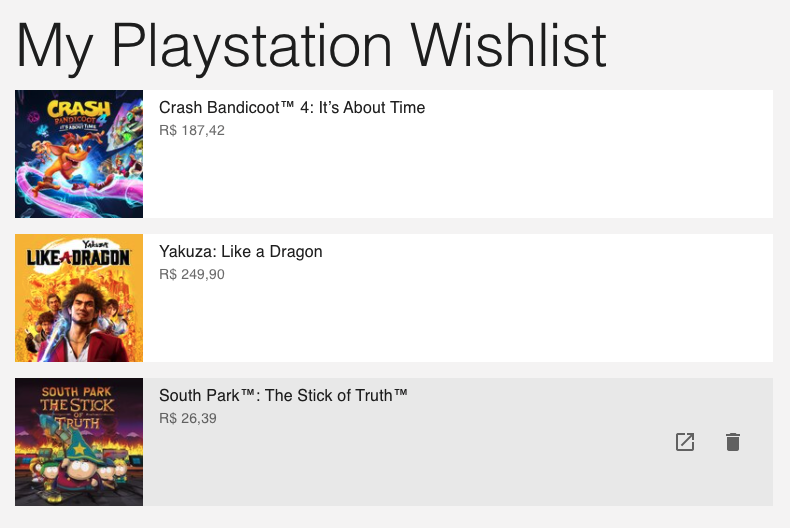 My Playstation Wishlist
CRASH
BANDICOOT 4
IT'S ABOUT TIME
Crash Bandicoot™ 4: It’s About Time
R$ 187,42
Yakuza
LIKE A DRAGON
Yakuza: Like a Dragon
R$ 249,90
SOUTH PARK
THE STICK
OF
TRUTH
South Park™: The Stick of Truth™
R$ 26,39